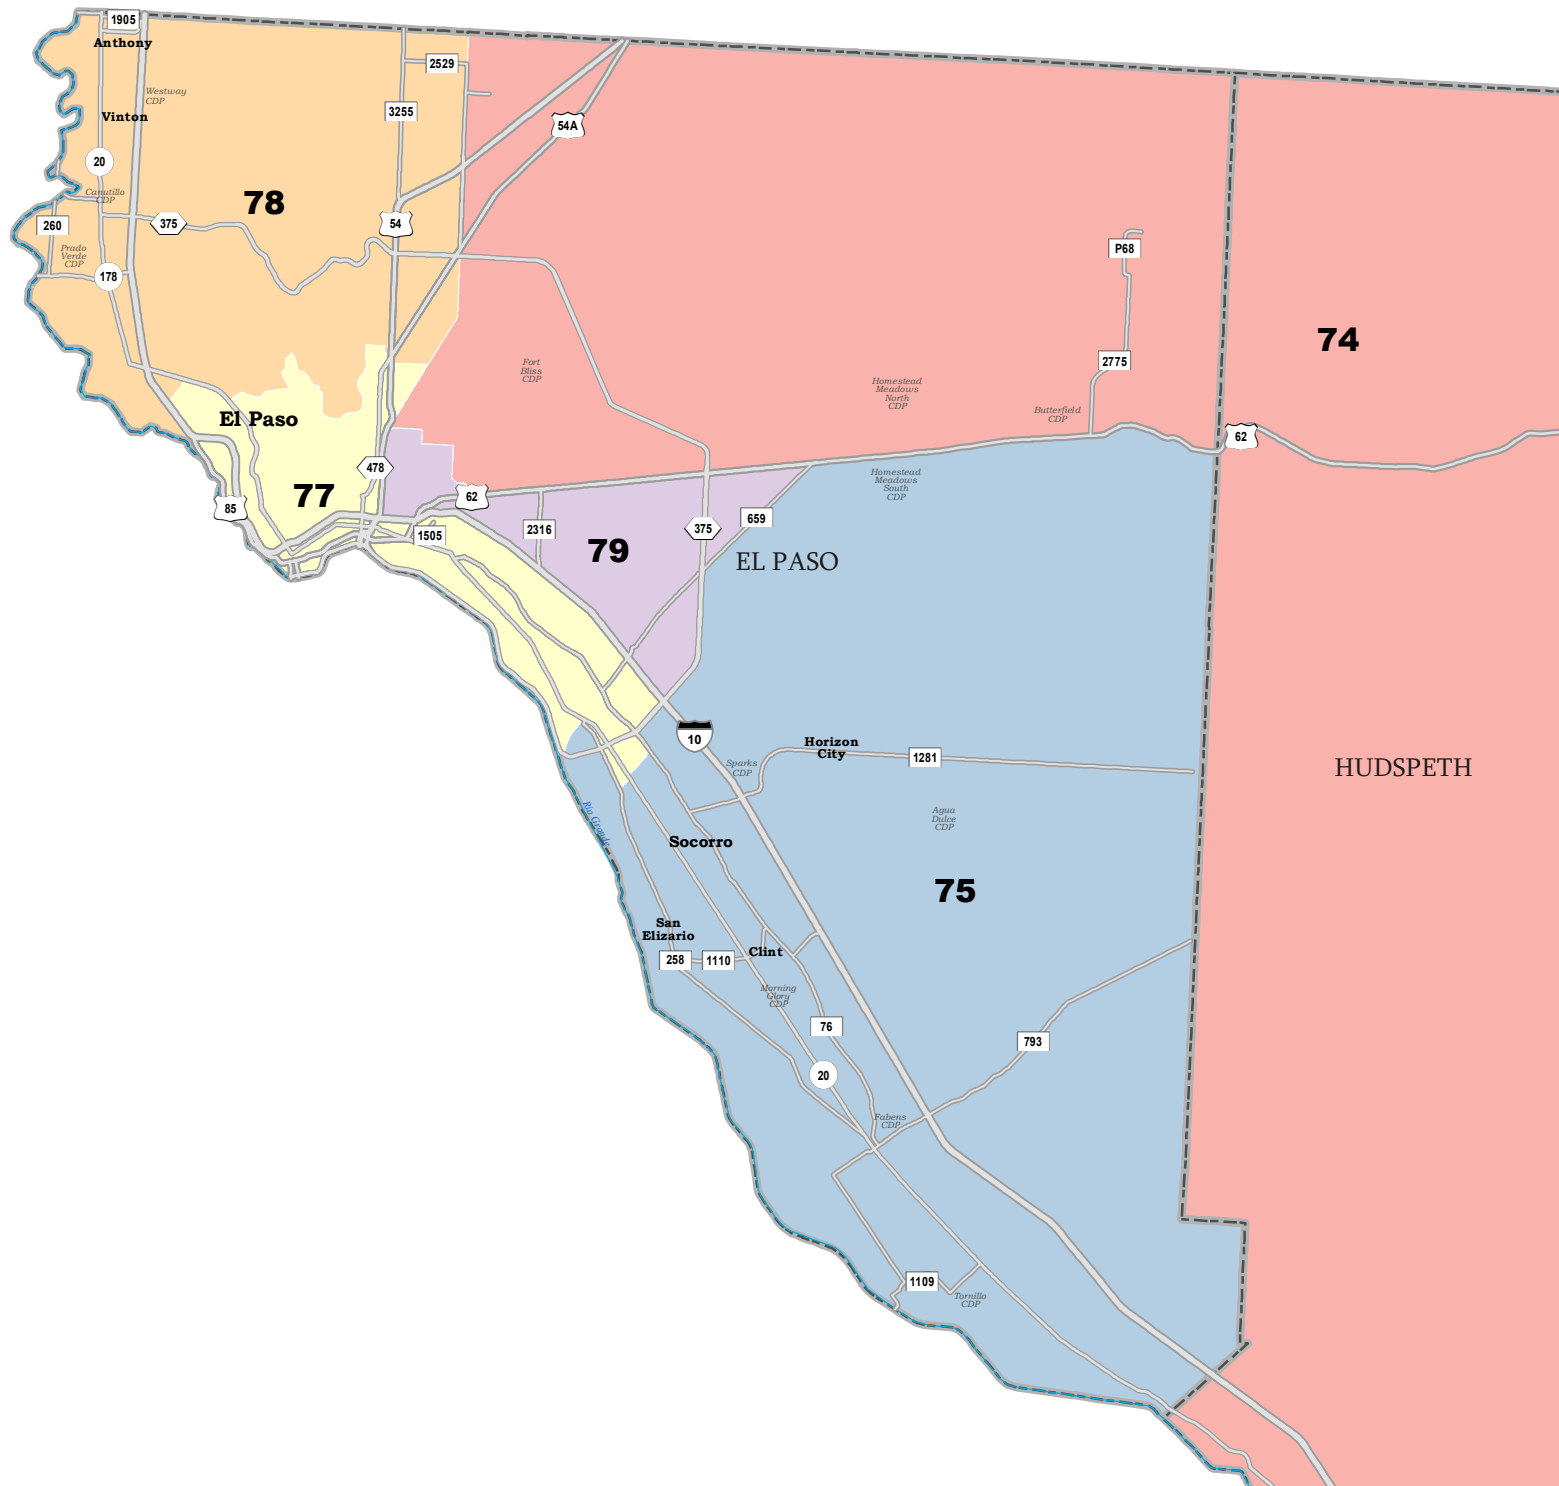 1905
Anthony
2529
Westway
CDP
3255
Vinton
54A
20
Canutillo
CDP
78
260
375
54
Prado
Verde
CDP
P68
178
74
Fort
Bliss
CDP
2775
Homestead
Meadows
North
CDP
Butterfield
CDP
El Paso
62
478
Homestead
Meadows
South
CDP
77
62
85
659
2316
375
1505
79
EL PASO
10
Horizon
City
1281
Sparks
CDP
HUDSPETH
Rio Grande
Agua
Dulce
CDP
Socorro
75
San
Elizario
Clint
258
1110
Morning
Glory
CDP
76
793
20
Fabens
CDP
1109
Tornillo
CDP